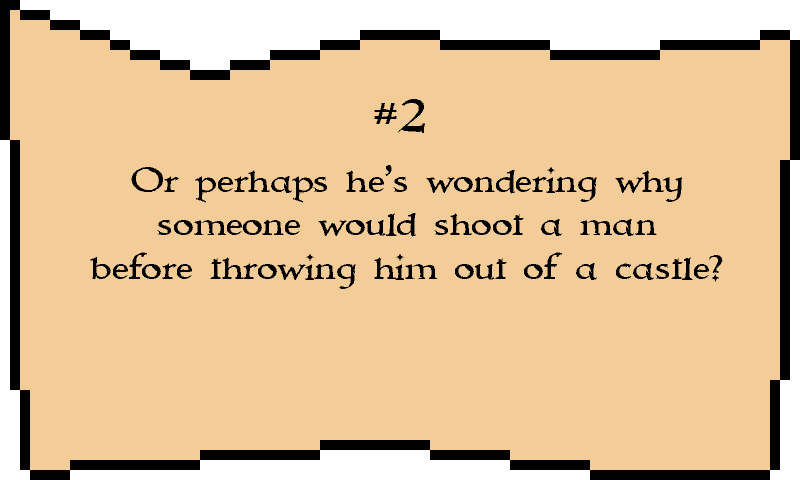 #2
Or perhaps he's wondering why
someone would shoot a man
before throwing him out of a castle?